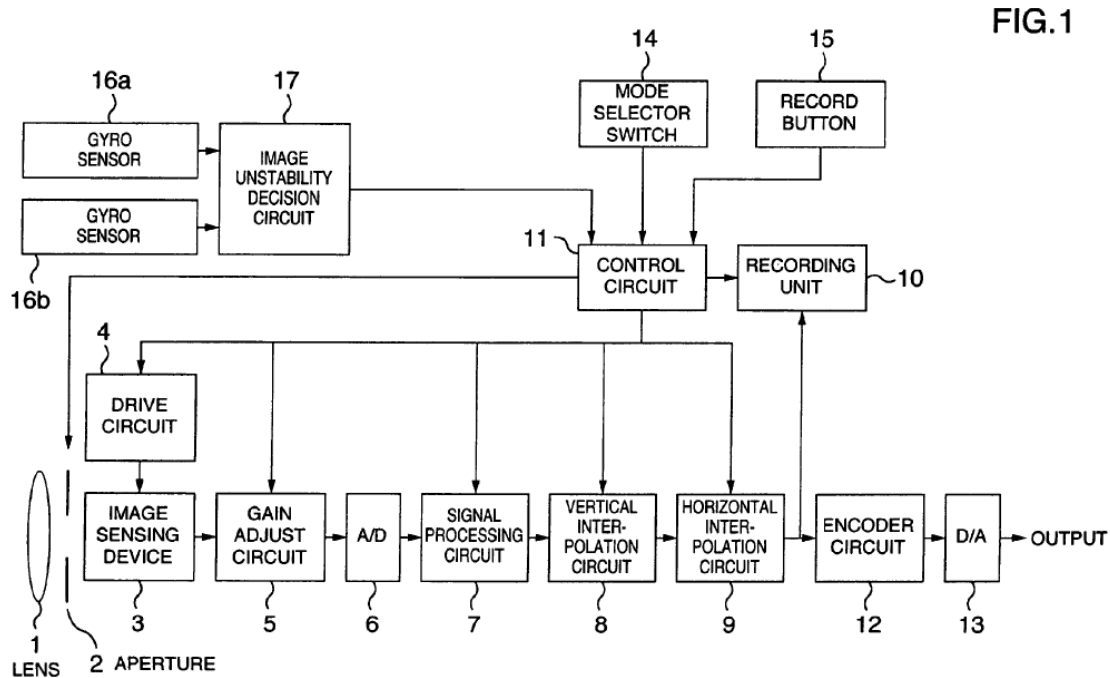 FIG.1
14
15
16a
17
MODE
SELECTOR
SWITCH
RECORD
BUTTON
GYRO
SENSOR
IMAGE
UNSTABILITY
DECISION
CIRCUIT
GYRO
SENSOR
16b
11
CONTROL
CIRCUIT
RECORDING
UNIT
10
4
DRIVE
CIRCUIT
IMAGE
SENSING
DEVICE
GAIN
ADJUST
CIRCUIT
A/D
SIGNAL
PROCESSING
CIRCUIT
VERTICAL
INTER-
POLATION
CIRCUIT
HORIZONTAL
INTER-
POLATION
CIRCUIT
ENCODER
CIRCUIT
D/A
OUTPUT
1
LENS
2 APERTURE
3
5
6
7
8
9
12
13